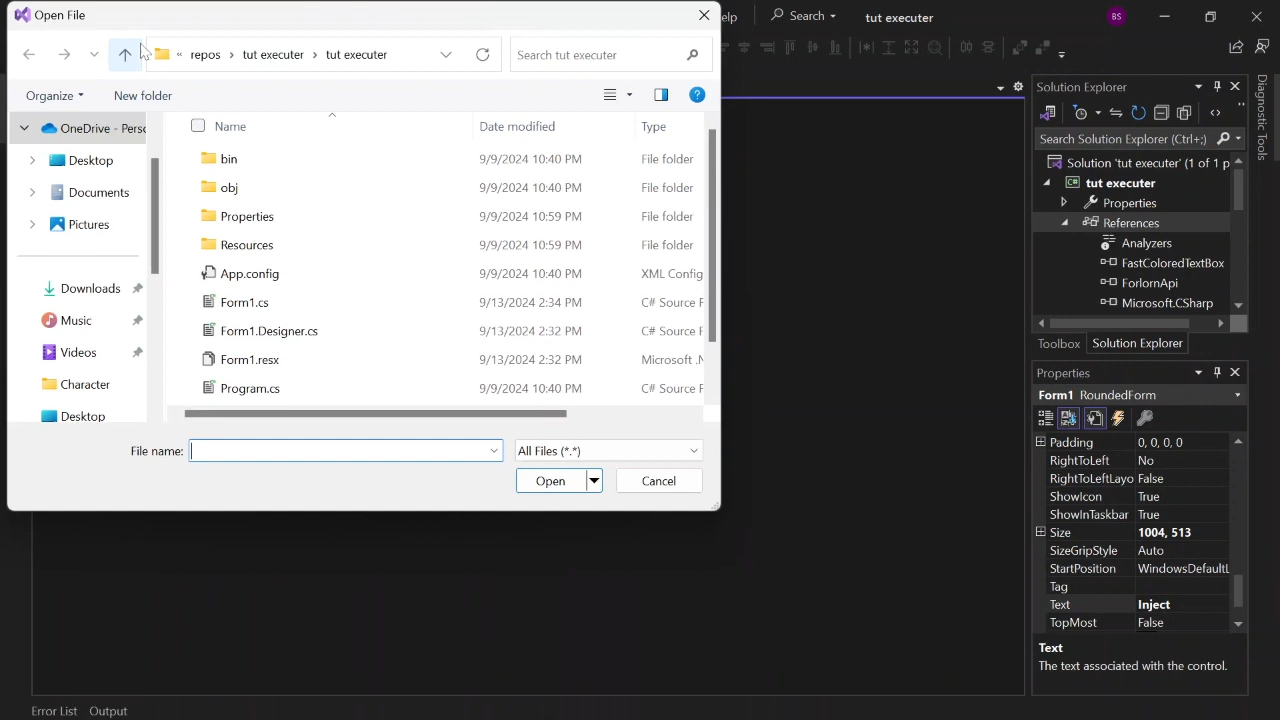 Open File
elp
Search
tut executer
BS
« repos › tut executer › tut executer
Search tut executer
Organize
New folder
?
Name
Date modified
Type
OneDrive - Persc
Desktop
Documents
Pictures
Downloads
Music
Videos
Character
Desktop
bin 9/9/2024 10:40 PM File folder
obj 9/9/2024 10:40 PM File folder
Properties 9/9/2024 10:59 PM File folder
Resources 9/9/2024 10:59 PM File folder
App.config 9/9/2024 10:40 PM XML Config
Form1.cs 9/13/2024 2:34 PM C# Source F
Form1.Designer.cs 9/13/2024 2:32 PM C# Source F
Form1.resx 9/13/2024 2:32 PM Microsoft .N
Program.cs 9/9/2024 10:40 PM C# Source F
File name:
All Files (*.*)
Open
Cancel
Solution Explorer
Search Solution Explorer (Ctrl+;)
Solution 'tut executer' (1 of 1 p
C# tut executer
Properties
References
Analyzers
FastColoredTextBox
ForlornApi
Microsoft.CSharp
Toolbox
Solution Explorer
Diagnostic Tools
Properties
Form1 RoundedForm
Padding 0, 0, 0, 0
RightToLeft No
RightToLeftLayo False
ShowIcon True
ShowInTaskbar True
Size 1004, 513
SizeGripStyle Auto
StartPosition WindowsDefaultL
Tag
Text Inject
TopMost False
Text
The text associated with the control.
Error List
Output